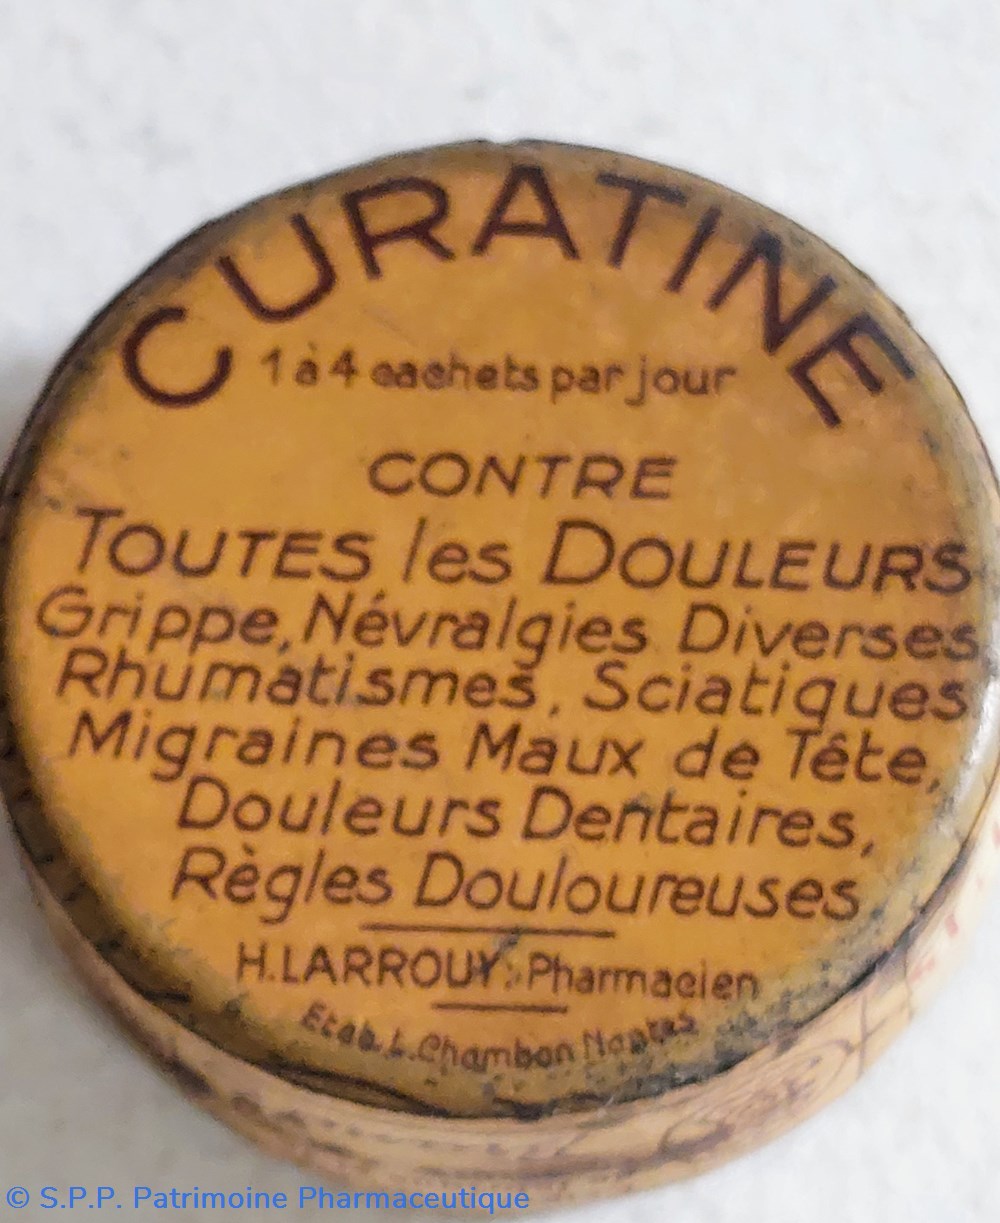 CURATINE
1 à 4 cachets par jour
CONTRE
TOUTES les DOULEURS
Grippe, Névralgies Diverses
Rhumatismes, Sciatiques
Migraines Maux de Tête,
Douleurs Dentaires,
Règles Douloureuses
H. LARROUY, Pharmacien
Etab. L. Chambon Nantes
© S.P.P. Patrimoine Pharmaceutique